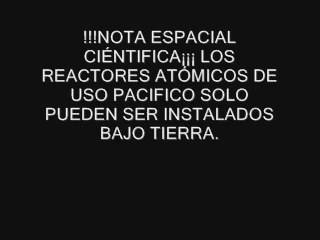 !!!NOTA ESPACIAL
CIÉNTIFICA¡¡¡ LOS
REACTORES ATÓMICOS DE
USO PACIFICO SOLO
PUEDEN SER INSTALADOS
BAJO TIERRA.